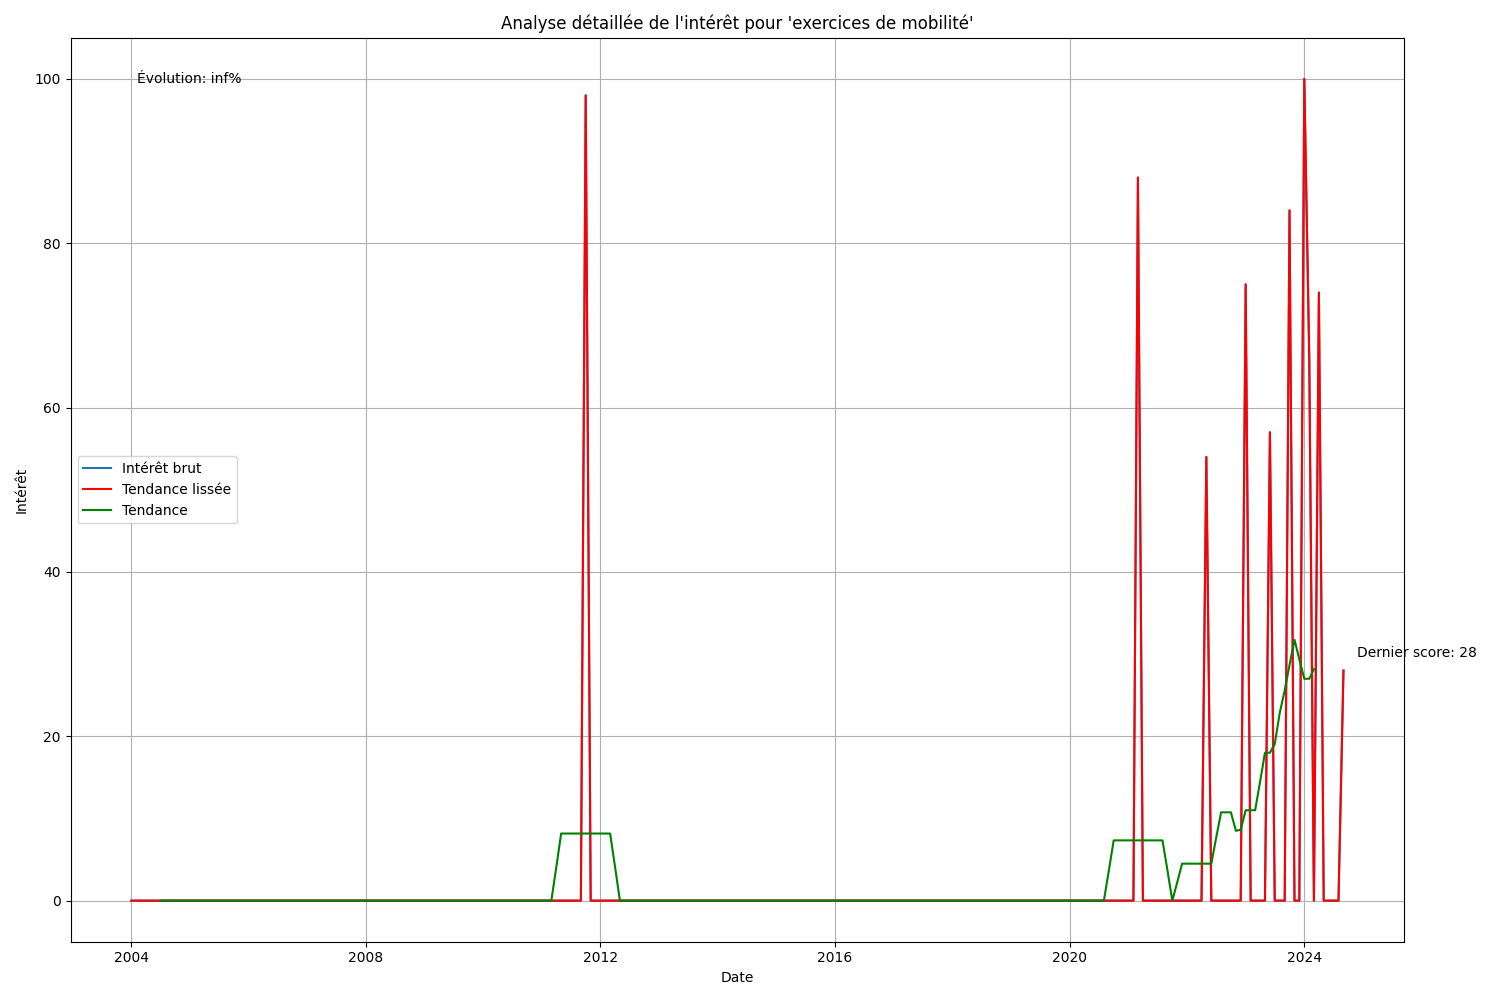 Analyse détaillée de l'intérêt pour 'exercices de mobilité'
Évolution: inf%
100
80
60
40
20
0
Intérêt
Intérêt brut
Tendance lissée
Tendance
Dernier score: 28
2004
2008
2012
2016
2020
2024
Date